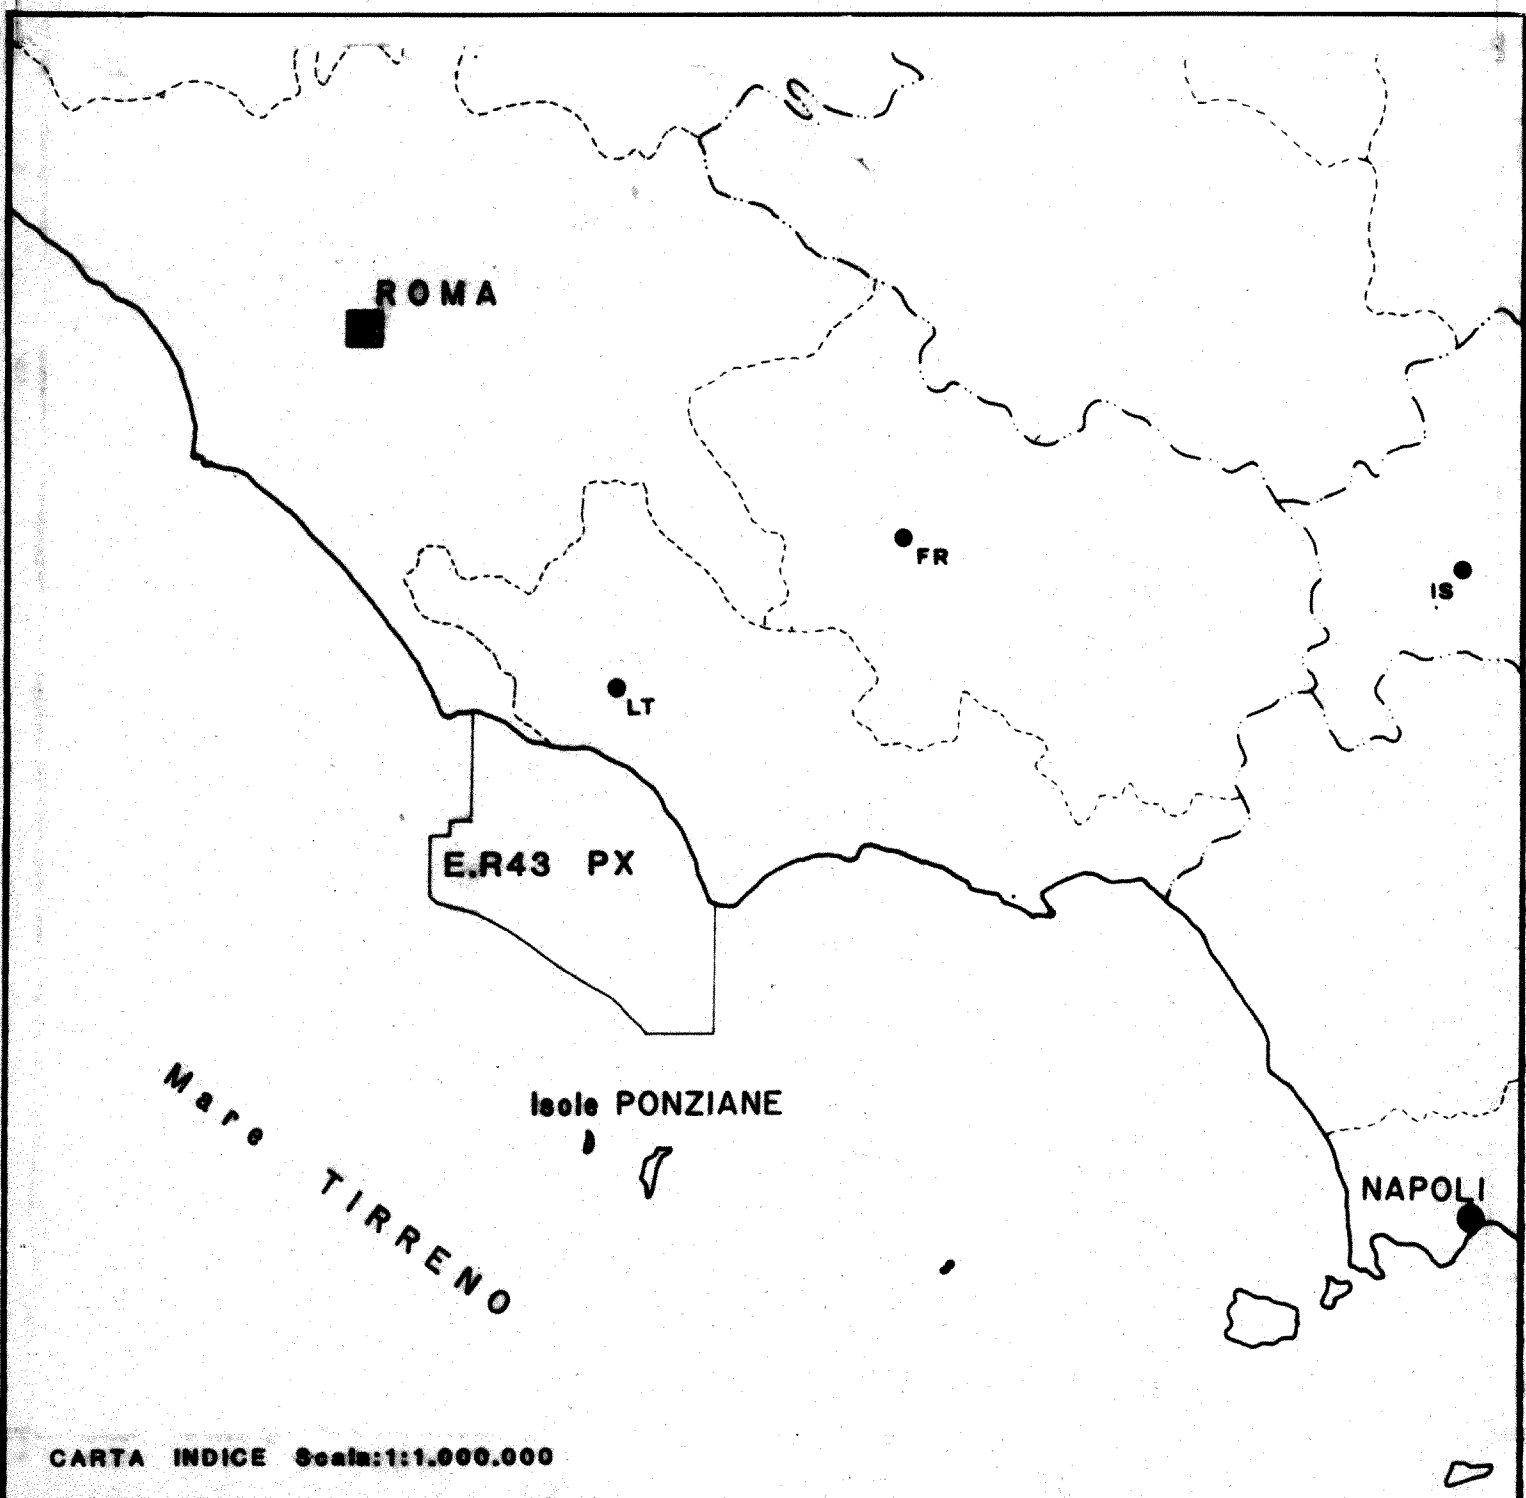 ROMA
FR
IS
LT
E.R43 PX
Isole PONZIANE
Mare TIRRENO
NAPOLI
CARTA INDICE Scala:1:1.000.000